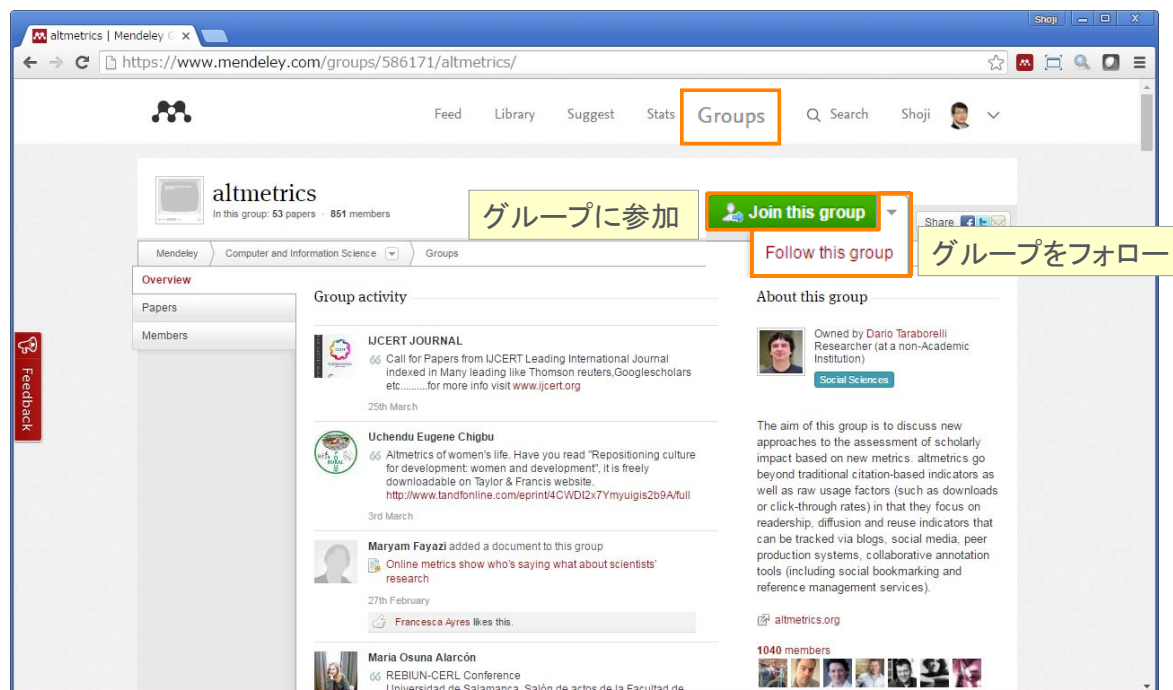 Shoji
altmetrics | Mendeley G
https://www.mendeley.com/groups/586171/altmetrics/
Feed Library Suggest Stats Groups Search Shoji
altmetrics
In this group: 53 papers · 851 members
グループに参加
Join this group
Share
Follow this group
グループをフォロー
Mendeley Computer and Information Science Groups
Overview
Papers
Members
Feedback
Group activity
IJCERT JOURNAL
Call for Papers from IJCERT Leading International Journal
indexed in Many leading like Thomson reuters,Googlescholars
etc..........for more info visit www.ijcert.org
25th March
Uchendu Eugene Chigbu
Altmetrics of women's life. Have you read "Repositioning culture
for development: women and development", it is freely
downloadable on Taylor & Francis website.
http://www.tandfonline.com/eprint/4CWDI2x7Ymyuigis2b9A/full
3rd March
Maryam Fayazi added a document to this group
Online metrics show who's saying what about scientists'
research
27th February
Francesca Ayres likes this.
Maria Osuna Alarcón
REBIUN-CERL Conference
Universidad de Salamanca, Salón de actos de la Facultad de
About this group
Owned by Dario Taraborelli
Researcher (at a non-Academic
Institution)
Social Sciences
The aim of this group is to discuss new
approaches to the assessment of scholarly
impact based on new metrics. altmetrics go
beyond traditional citation-based indicators as
well as raw usage factors (such as downloads
or click-through rates) in that they focus on
readership, diffusion and reuse indicators that
can be tracked via blogs, social media, peer
production systems, collaborative annotation
tools (including social bookmarking and
reference management services).
altmetrics.org
1040 members